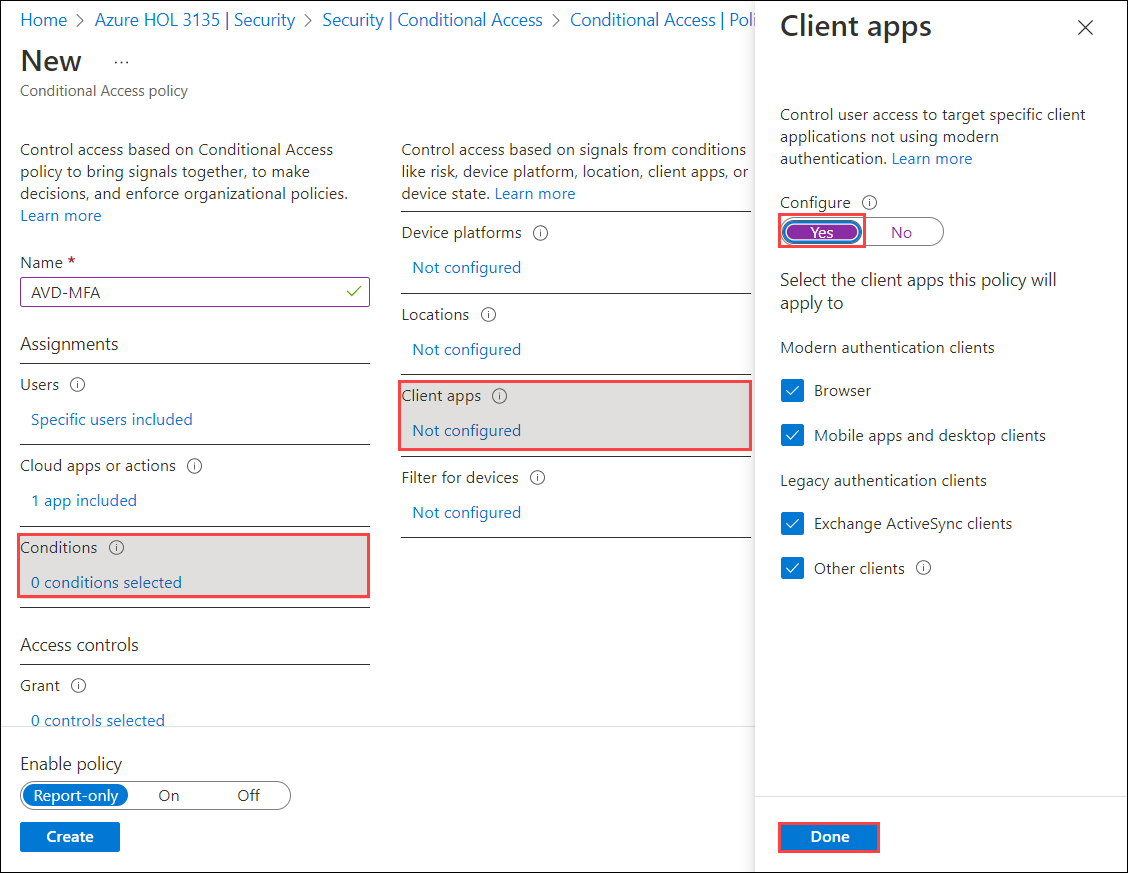 Home > Azure HOL 3135 | Security > Security | Conditional Access > Conditional Access | Poli
New ...
Conditional Access policy
Control access based on Conditional Access
policy to bring signals together, to make
decisions, and enforce organizational policies.
Learn more
Name *
AVD-MFA
Assignments
Users
Specific users included
Cloud apps or actions
1 app included
Conditions
0 conditions selected
Access controls
Grant
0 controls selected
Enable policy
Report-only On Off
Create
Control access based on signals from conditions
like risk, device platform, location, client apps, or
device state. Learn more
Device platforms
Not configured
Locations
Not configured
Client apps
Not configured
Filter for devices
Not configured
Client apps
Control user access to target specific client
applications not using modern
authentication. Learn more
Configure
Yes No
Select the client apps this policy will
apply to
Modern authentication clients
Browser
Mobile apps and desktop clients
Legacy authentication clients
Exchange ActiveSync clients
Other clients
Done